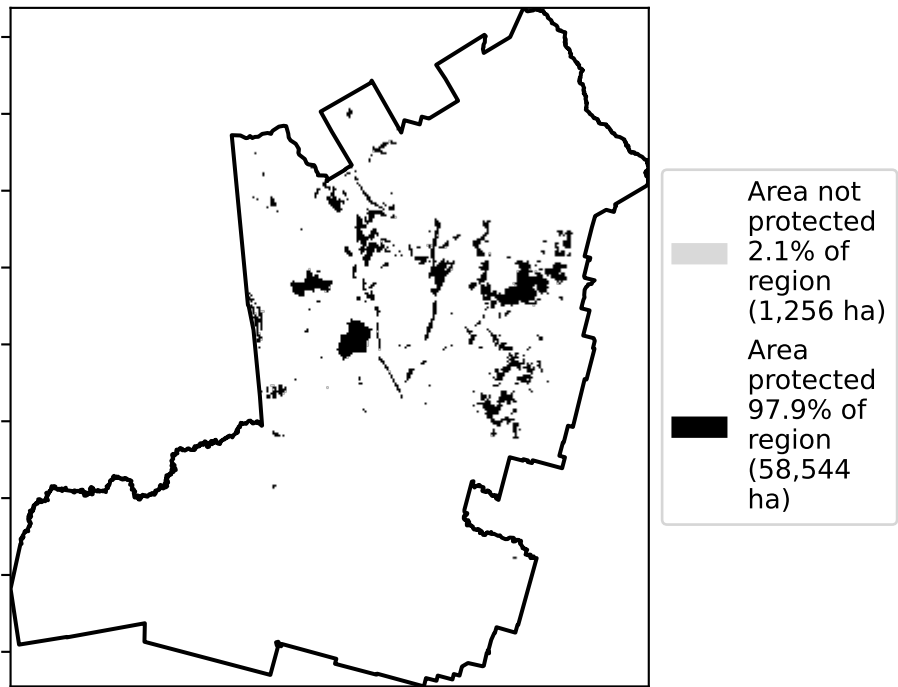 Area not
protected
2.1% of
region
(1,256 ha)
Area
protected
97.9% of
region
(58,544
ha)